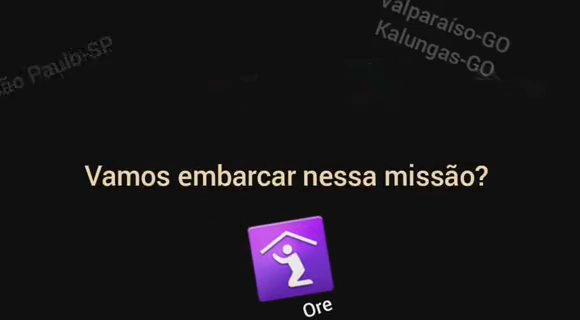 Valparaíso-GO
Kalungas-GO
São Paulo-SP
Vamos embarcar nessa missão?
Ore